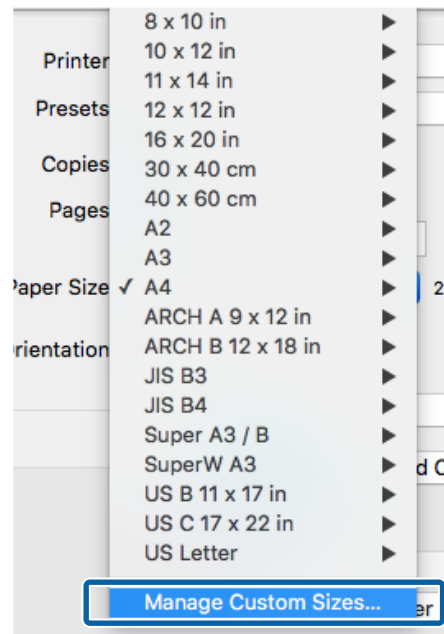 8 x 10 in
Printer
10 x 12 in
11 x 14 in
Presets
12 x 12 in
16 x 20 in
Copies
30 x 40 cm
40 x 60 cm
Pages
A2
A3
Paper Size ✓ A4
2
ARCH A 9 x 12 in
rientation
ARCH B 12 x 18 in
JIS B3
JIS B4
Super A3 / B
SuperW A3
d C
US B 11 x 17 in
US C 17 x 22 in
US Letter
Manage Custom Sizes...
er